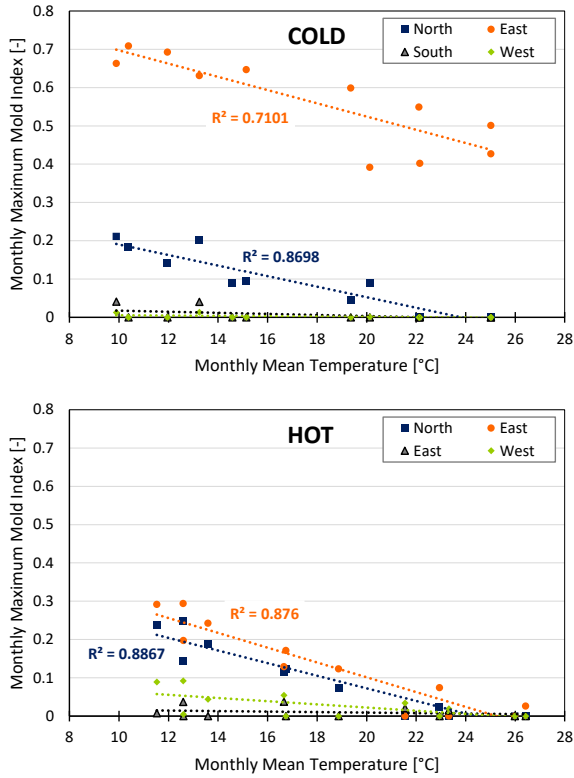 COLD
North East
South West
Monthly Maximum Mold Index [-]
0.8
0.7
0.6
0.5
0.4
0.3
0.2
0.1
0
R² = 0.7101
R² = 0.8698
8 10 12 14 16 18 20 22 24 26 28
Monthly Mean Temperature [°C]
HOT
North East
East West
Monthly Maximum Mold Index [-]
0.8
0.7
0.6
0.5
0.4
0.3
0.2
0.1
0
R² = 0.876
R² = 0.8867
8 10 12 14 16 18 20 22 24 26 28
Monthly Mean Temperature [°C]